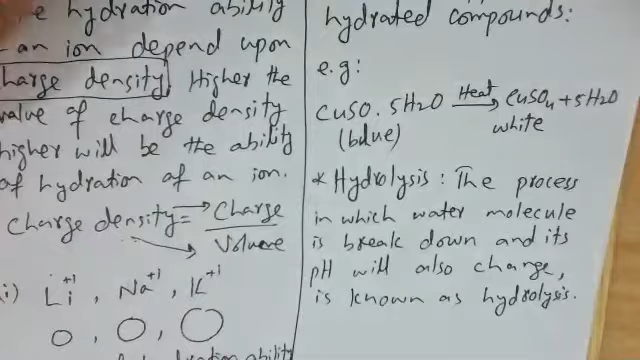 hydration ability
an ion depend upon
charge density. Higher the
value of charge density
higher will be the ability
of hydration of an ion.
charge density = Charge
Volume
i) Li+1, Na+1, K+1
hydrated compounds:
e.g:
CuSO. 5H2O Heat CuSO4 + 5H2O
(blue) white
* Hydrolysis: The process
in which water molecule
is break down and its
pH will also change,
is known as hydrolysis.